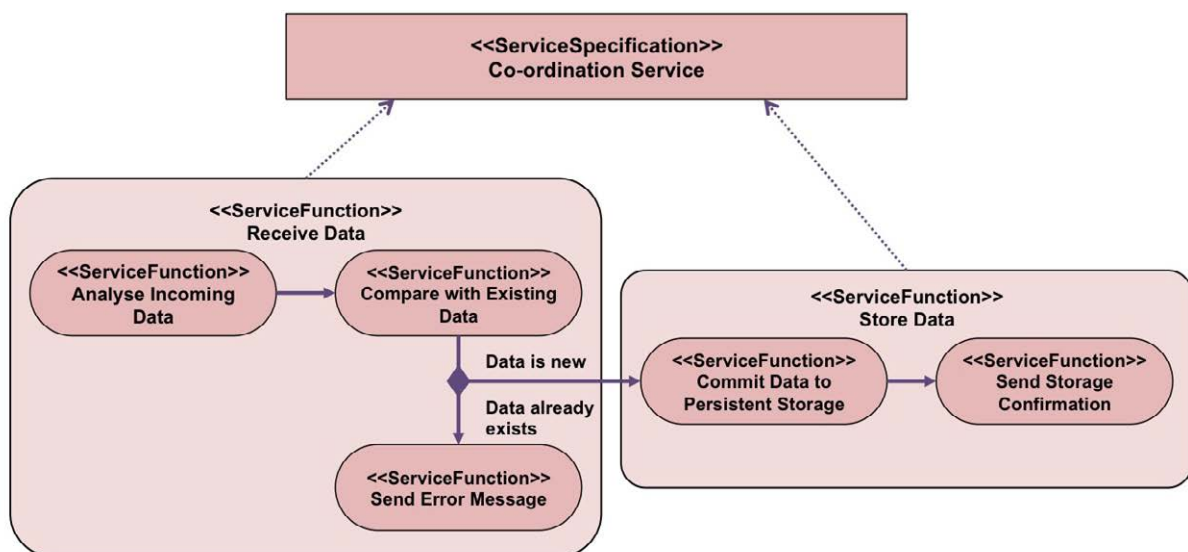 <<ServiceSpecification>>
Co-ordination Service
<<ServiceFunction>>
Receive Data
<<ServiceFunction>>
Analyse Incoming
Data
<<ServiceFunction>>
Compare with Existing
Data
Data is new
Data already
exists
<<ServiceFunction>>
Send Error Message
<<ServiceFunction>>
Store Data
<<ServiceFunction>>
Commit Data to
Persistent Storage
<<ServiceFunction>>
Send Storage
Confirmation